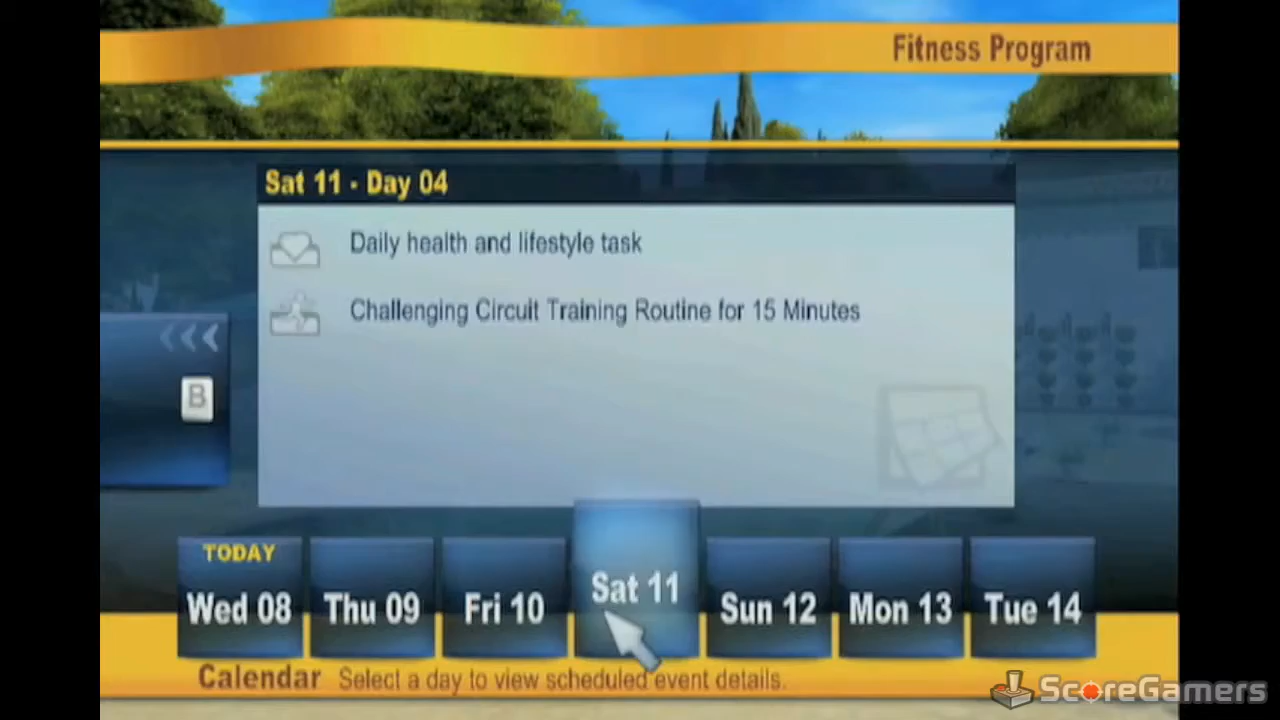 Fitness Program
Sat 11 - Day 04
Daily health and lifestyle task
Challenging Circuit Training Routine for 15 Minutes
B
TODAY
Wed 08
Thu 09
Fri 10
Sat 11
Sun 12
Mon 13
Tue 14
Calendar Select a day to view scheduled event details.
ScoreGamers